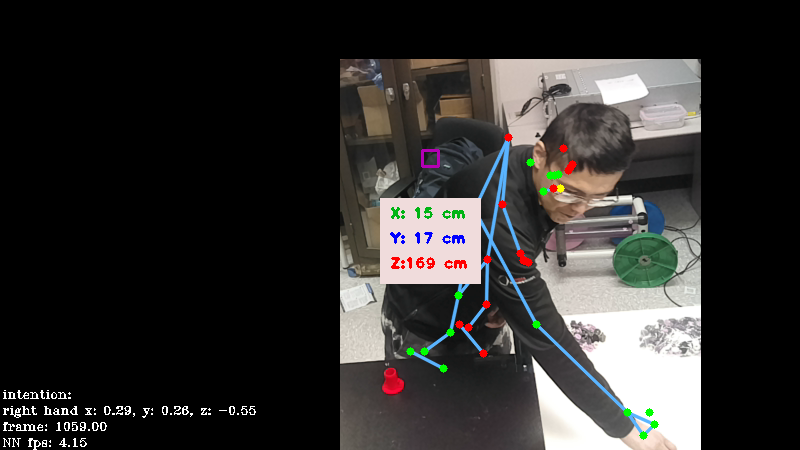 X: 15 cm
Y: 17 cm
Z:169 cm
intention:
right hand x: 0.29, y: 0.26, z: -0.55
frame: 1059.00
NN fps: 4.15